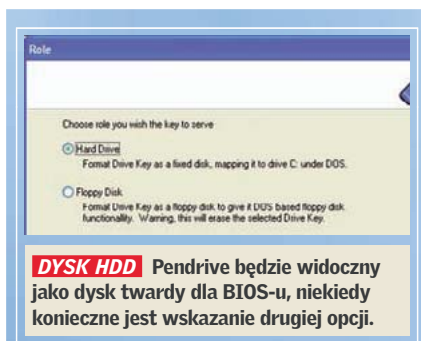 Role
Choose role you wish the key to serve
Hard Drive
Format Drive Key as a fixed disk, mapping it to drive C: under DOS.
Floppy Disk
Format Drive Key as a floppy disk to give it DOS based floppy disk
functionality. Warning, this will erase the selected Drive Key.
DYSK HDD Pendrive będzie widoczny
jako dysk twardy dla BIOS-u, niekiedy
konieczne jest wskazanie drugiej opcji.